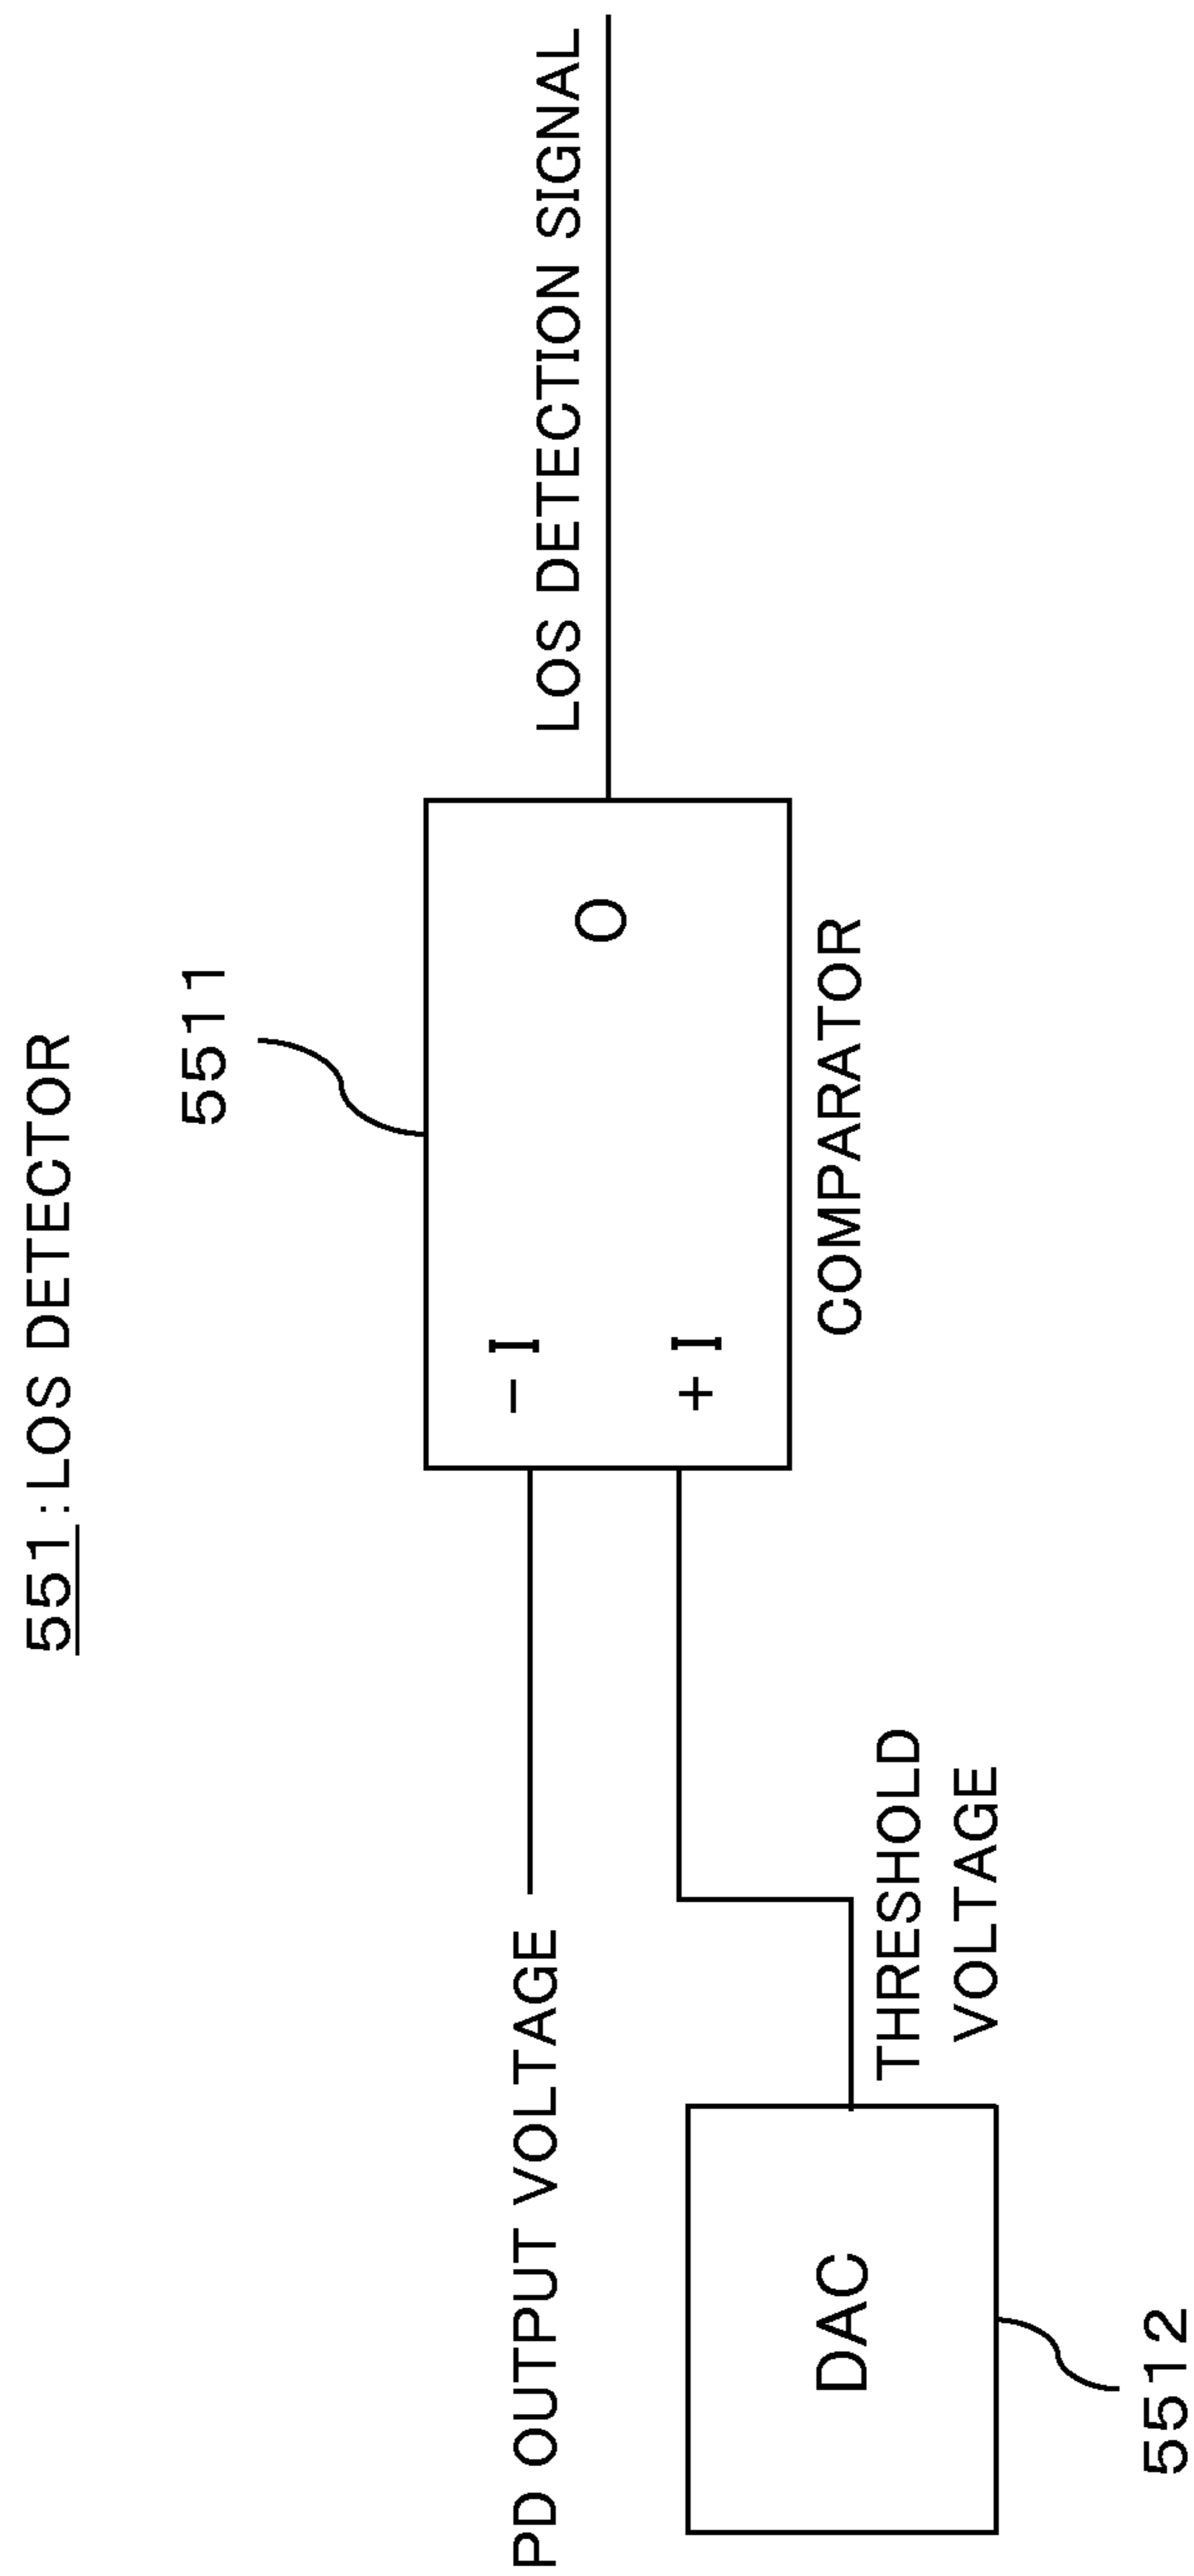 551:LOS DETECTOR
5511
PD OUTPUT VOLTAGE
- I
+ I
O
LOS DETECTION SIGNAL
COMPARATOR
DAC
THRESHOLD
VOLTAGE
5512